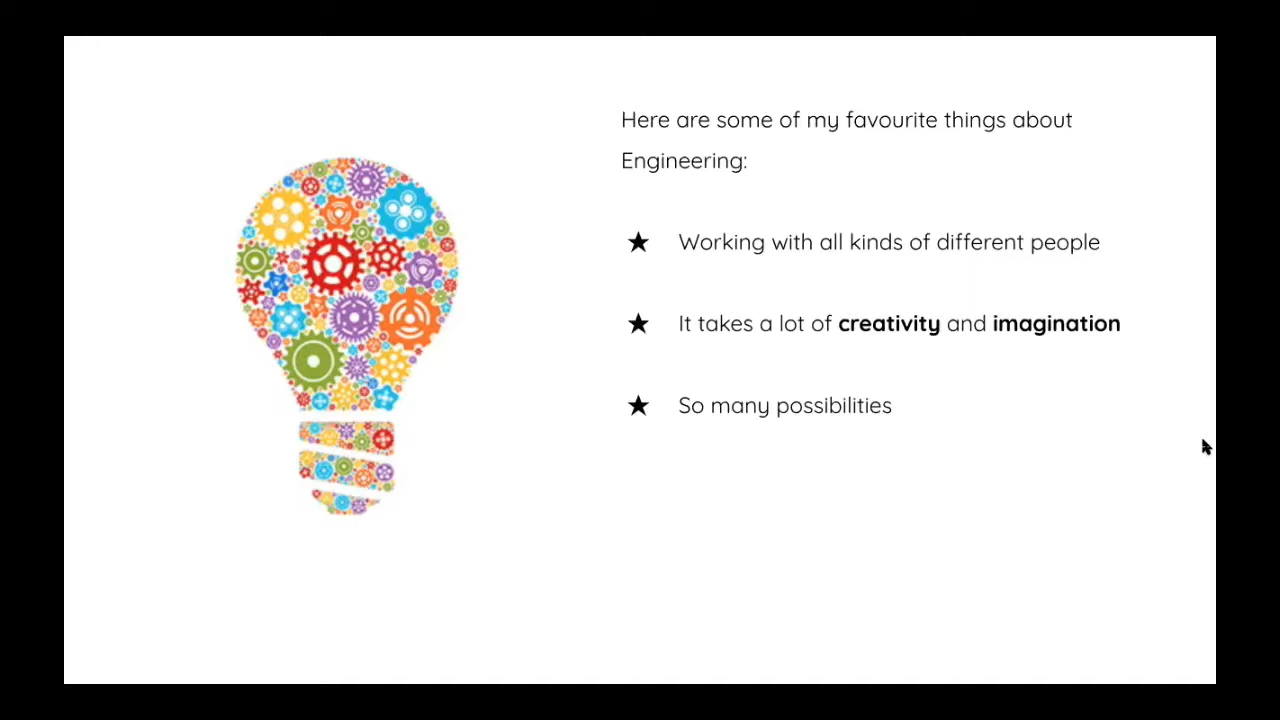 Here are some of my favourite things about
Engineering:
★ Working with all kinds of different people
★ It takes a lot of creativity and imagination
★ So many possibilities